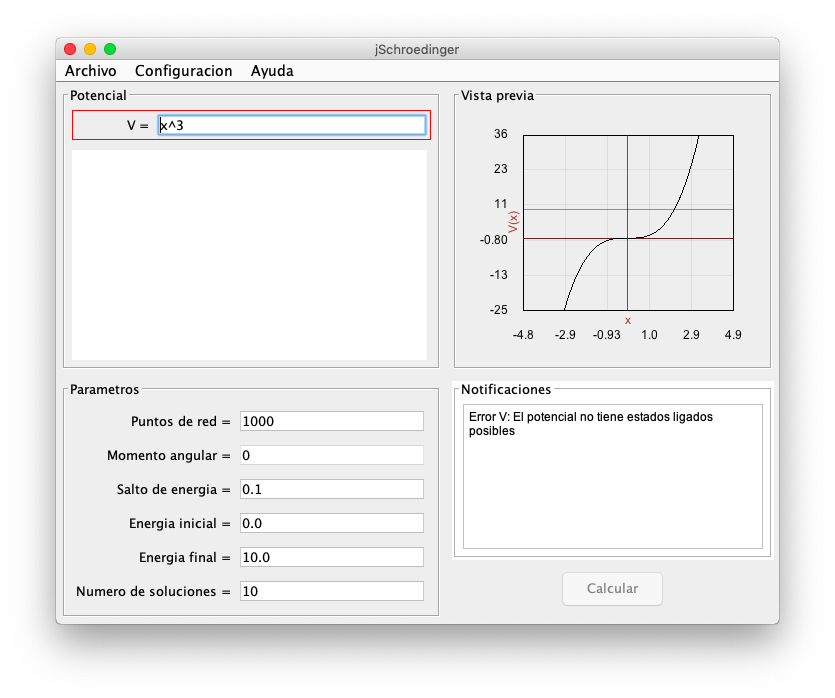 jSchroedinger
Archivo Configuracion Ayuda
Potencial
V = x^3
Vista previa
36
23
11
-0.80
-13
-25
V(x)
x
-4.8 -2.9 -0.93 1.0 2.9 4.9
Parametros
Puntos de red = 1000
Momento angular = 0
Salto de energia = 0.1
Energia inicial = 0.0
Energia final = 10.0
Numero de soluciones = 10
Notificaciones
Error V: El potencial no tiene estados ligados
posibles
Calcular